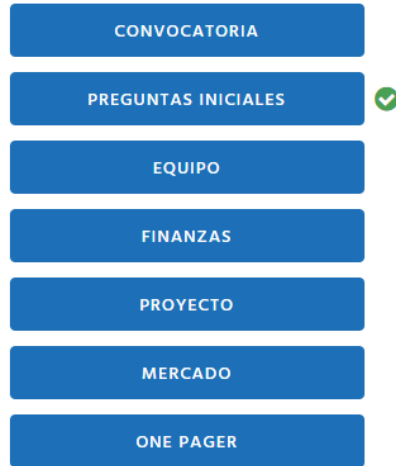 CONVOCATORIA
PREGUNTAS INICIALES
EQUIPO
FINANZAS
PROYECTO
MERCADO
ONE PAGER